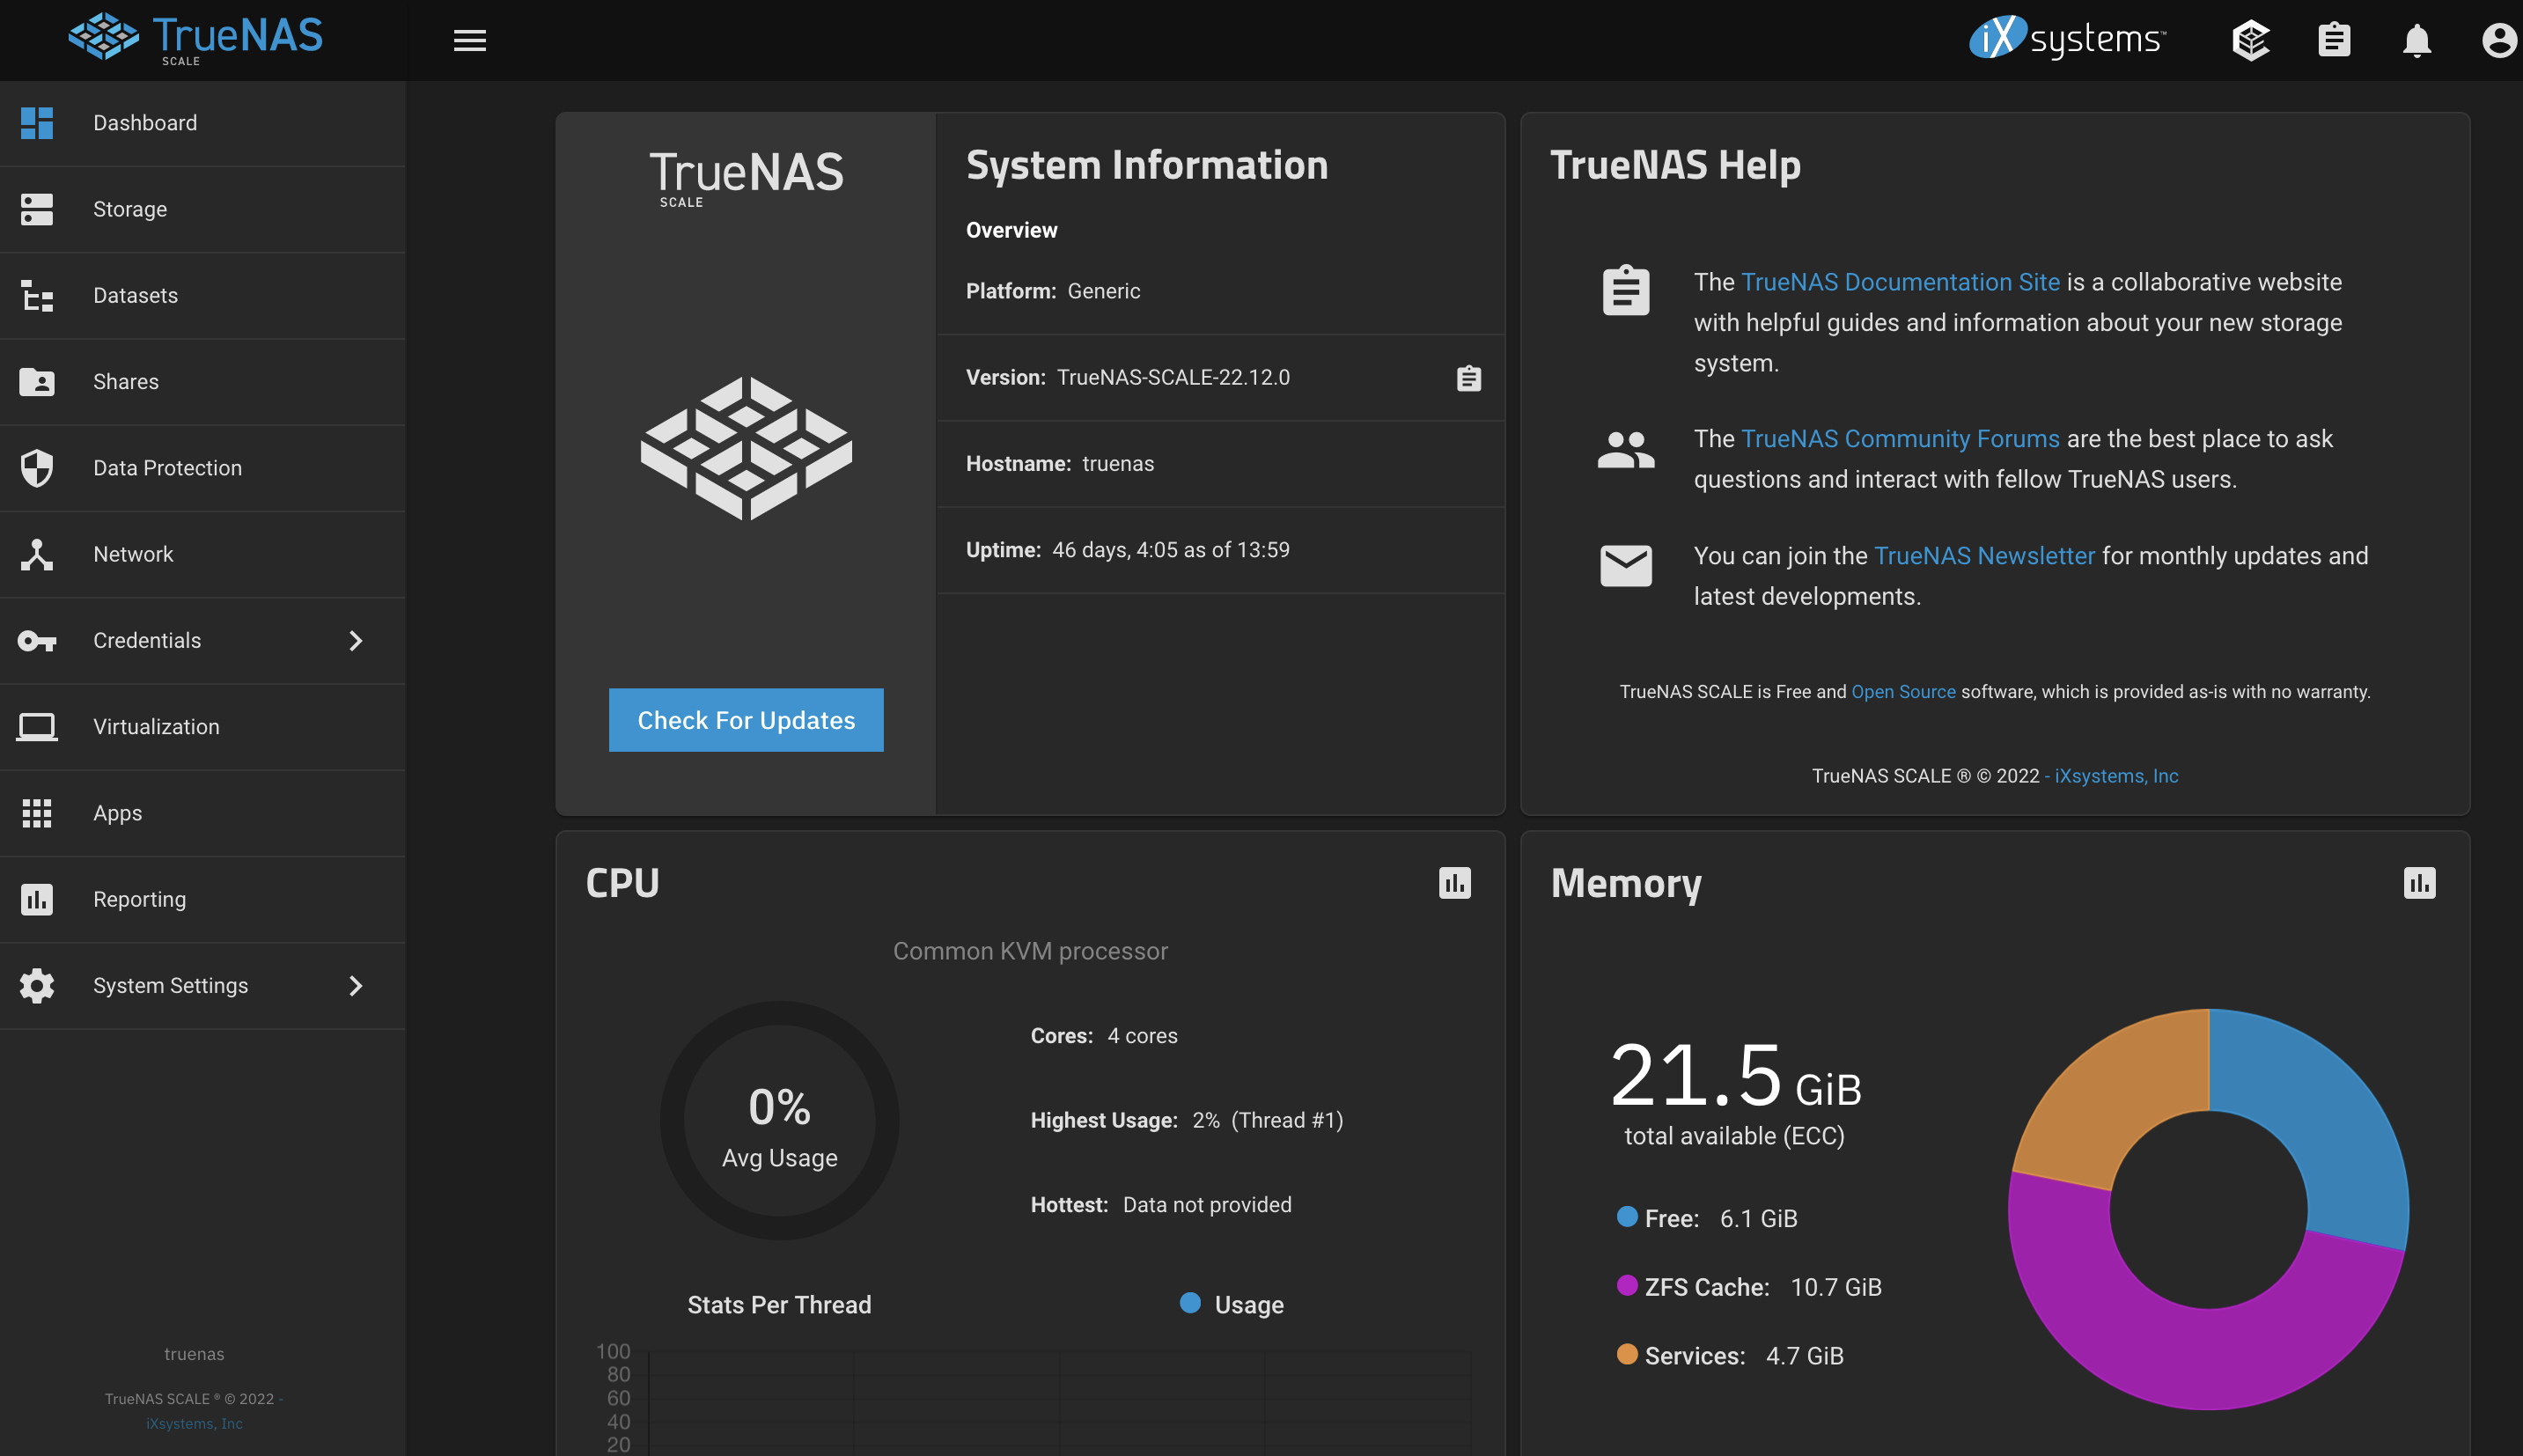 TrueNAS
SCALE
iXsystems™
Dashboard
Storage
Datasets
Shares
Data Protection
Network
Credentials
Virtualization
Apps
Reporting
System Settings
truenas
TrueNAS SCALE ® © 2022 -
iXsystems, Inc
TrueNAS
SCALE
Check For Updates
System Information
Overview
Platform: Generic
Version: TrueNAS-SCALE-22.12.0
Hostname: truenas
Uptime: 46 days, 4:05 as of 13:59
TrueNAS Help
The TrueNAS Documentation Site is a collaborative website
with helpful guides and information about your new storage
system.
The TrueNAS Community Forums are the best place to ask
questions and interact with fellow TrueNAS users.
You can join the TrueNAS Newsletter for monthly updates and
latest developments.
TrueNAS SCALE is Free and Open Source software, which is provided as-is with no warranty.
TrueNAS SCALE ® © 2022 - iXsystems, Inc
CPU
Common KVM processor
0%
Avg Usage
Cores: 4 cores
Highest Usage: 2% (Thread #1)
Hottest: Data not provided
Stats Per Thread
Usage
100
80
60
40
20
Memory
21.5 GiB
total available (ECC)
Free: 6.1 GiB
ZFS Cache: 10.7 GiB
Services: 4.7 GiB